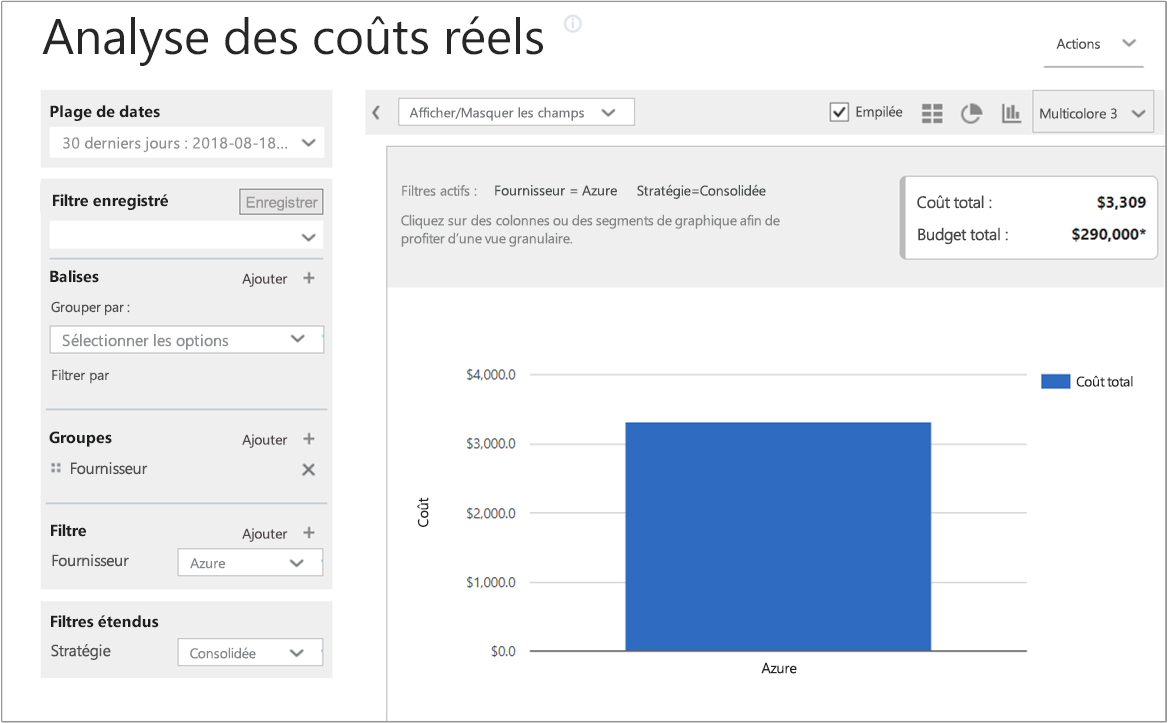 Analyse des coûts réels
Actions
Plage de dates
30 derniers jours : 2018-08-18...
Filtre enregistré
Enregistrer
Balises
Ajouter +
Grouper par :
Sélectionner les options
Filtrer par
Groupes
Ajouter +
Fournisseur
Filtre
Ajouter +
Fournisseur
Azure
Filtres étendus
Stratégie
Consolidée
Afficher/Masquer les champs
Empilée
Multicolore 3
Filtres actifs : Fournisseur = Azure Stratégie=Consolidée
Cliquez sur des colonnes ou des segments de graphique afin de
profiter d'une vue granulaire.
Coût total : $3,309
Budget total : $290,000*
$4,000.0
$3,000.0
$2,000.0
$1,000.0
$0.0
Coût
Azure
Coût total